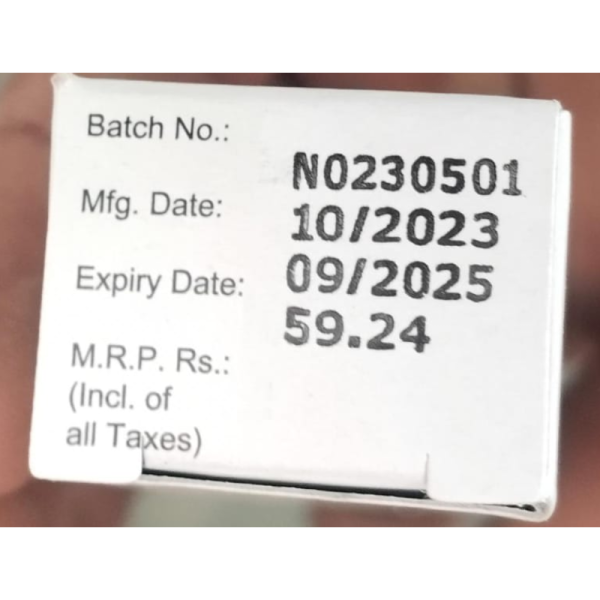 Batch No.: N0230501
Mfg. Date: 10/2023
Expiry Date: 09/2025
M.R.P. Rs.: 59.24
(Incl. of
all Taxes)